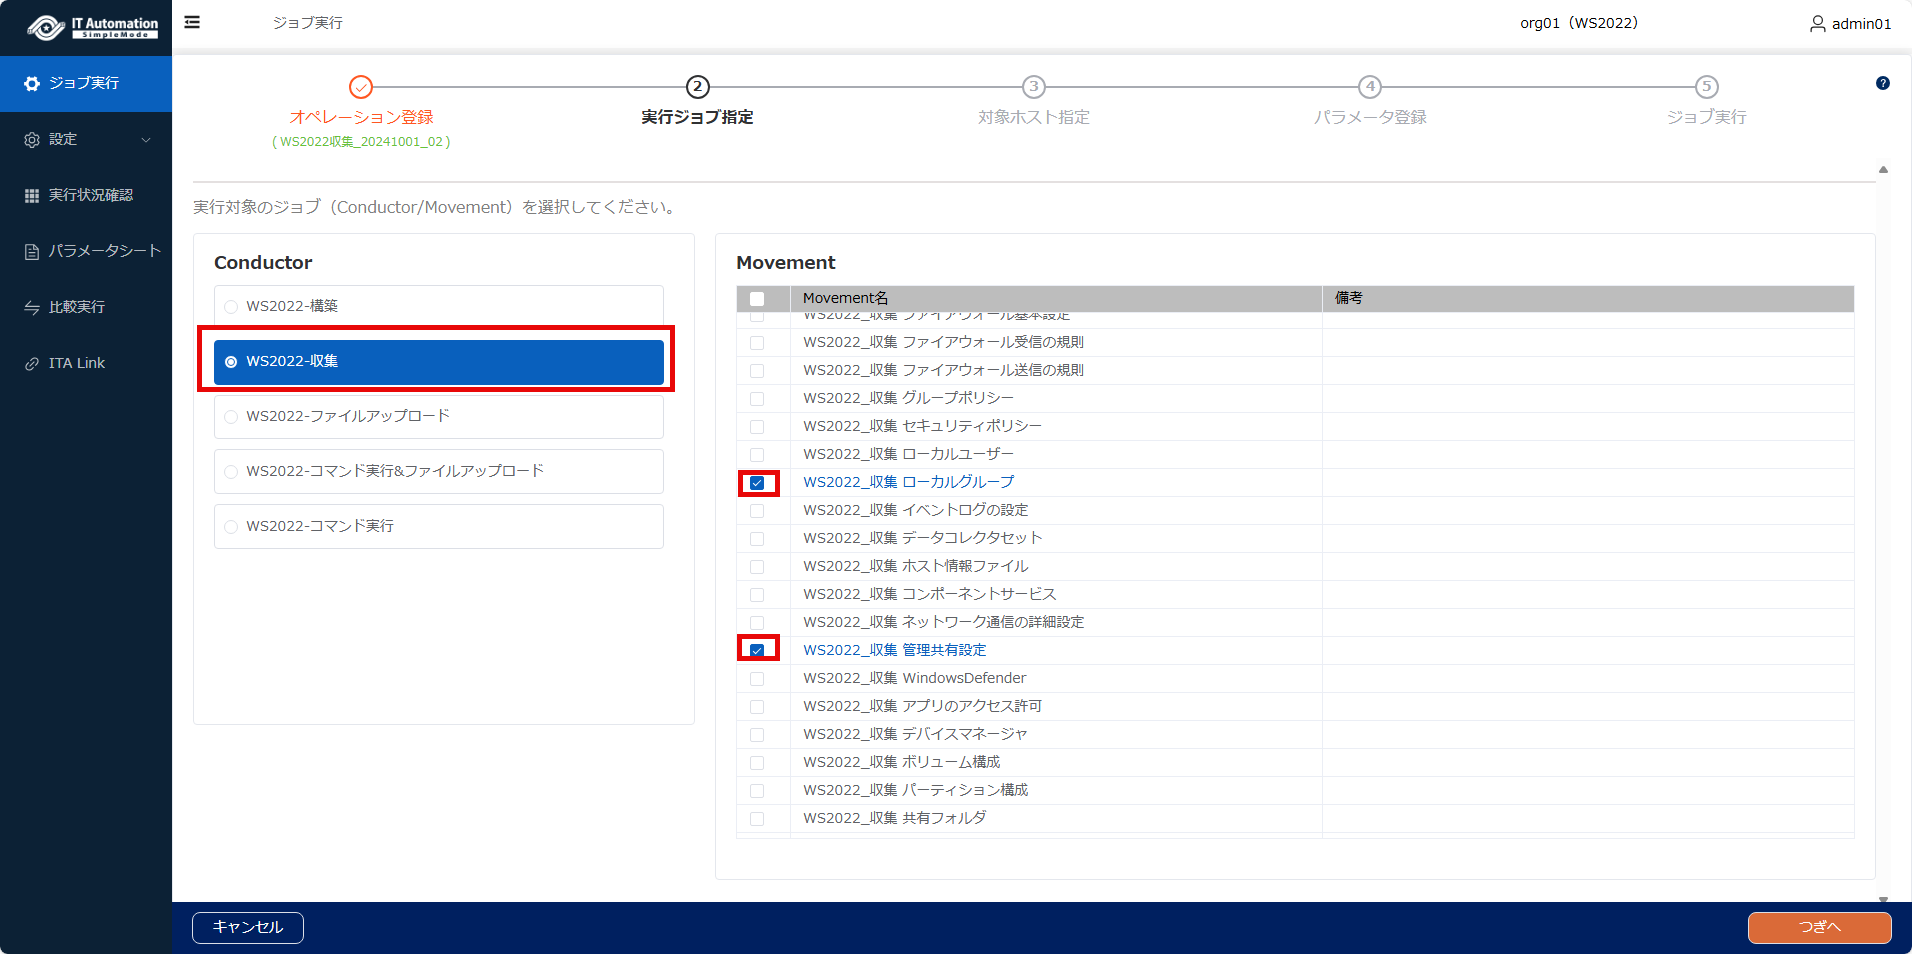 IT Automation
SimpleMode
ジョブ実行
org01（WS2022）
admin01
ジョブ実行
設定
実行状況確認
パラメータシート
比較実行
ITA Link
オペレーション登録
( WS2022収集_20241001_02 )
2
実行ジョブ指定
3
対象ホスト指定
4
パラメータ登録
5
ジョブ実行
?
実行対象のジョブ（Conductor/Movement）を選択してください。
Conductor
WS2022-構築
WS2022-収集
WS2022-ファイルアップロード
WS2022-コマンド実行&ファイルアップロード
WS2022-コマンド実行
Movement
Movement名 備考
WS2022_収集 ファイアウォール基本設定
WS2022_収集 ファイアウォール受信の規則
WS2022_収集 ファイアウォール送信の規則
WS2022_収集 グループポリシー
WS2022_収集 セキュリティポリシー
WS2022_収集 ローカルユーザー
WS2022_収集 ローカルグループ
WS2022_収集 イベントログの設定
WS2022_収集 データコレクタセット
WS2022_収集 ホスト情報ファイル
WS2022_収集 コンポーネントサービス
WS2022_収集 ネットワーク通信の詳細設定
WS2022_収集 管理共有設定
WS2022_収集 WindowsDefender
WS2022_収集 アプリのアクセス許可
WS2022_収集 デバイスマネージャ
WS2022_収集 ボリューム構成
WS2022_収集 パーティション構成
WS2022_収集 共有フォルダ
キャンセル
つぎへ